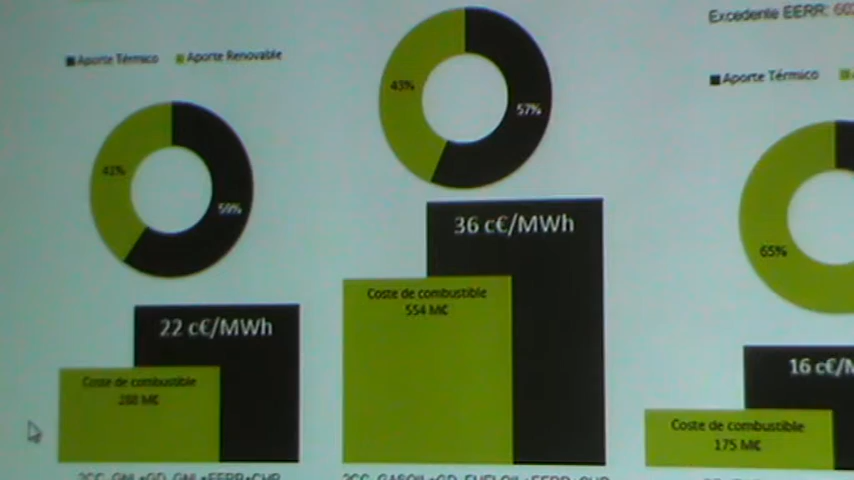 Excedente EERR:
Aporte Térmico
Aporte Renovable
41%
59%
43%
57%
Aporte Térmico
65%
22 c€/MWh
Coste de combustible
288 M€
36 c€/MWh
Coste de combustible
554 M€
16 c€/M
Coste de combustible
175 M€